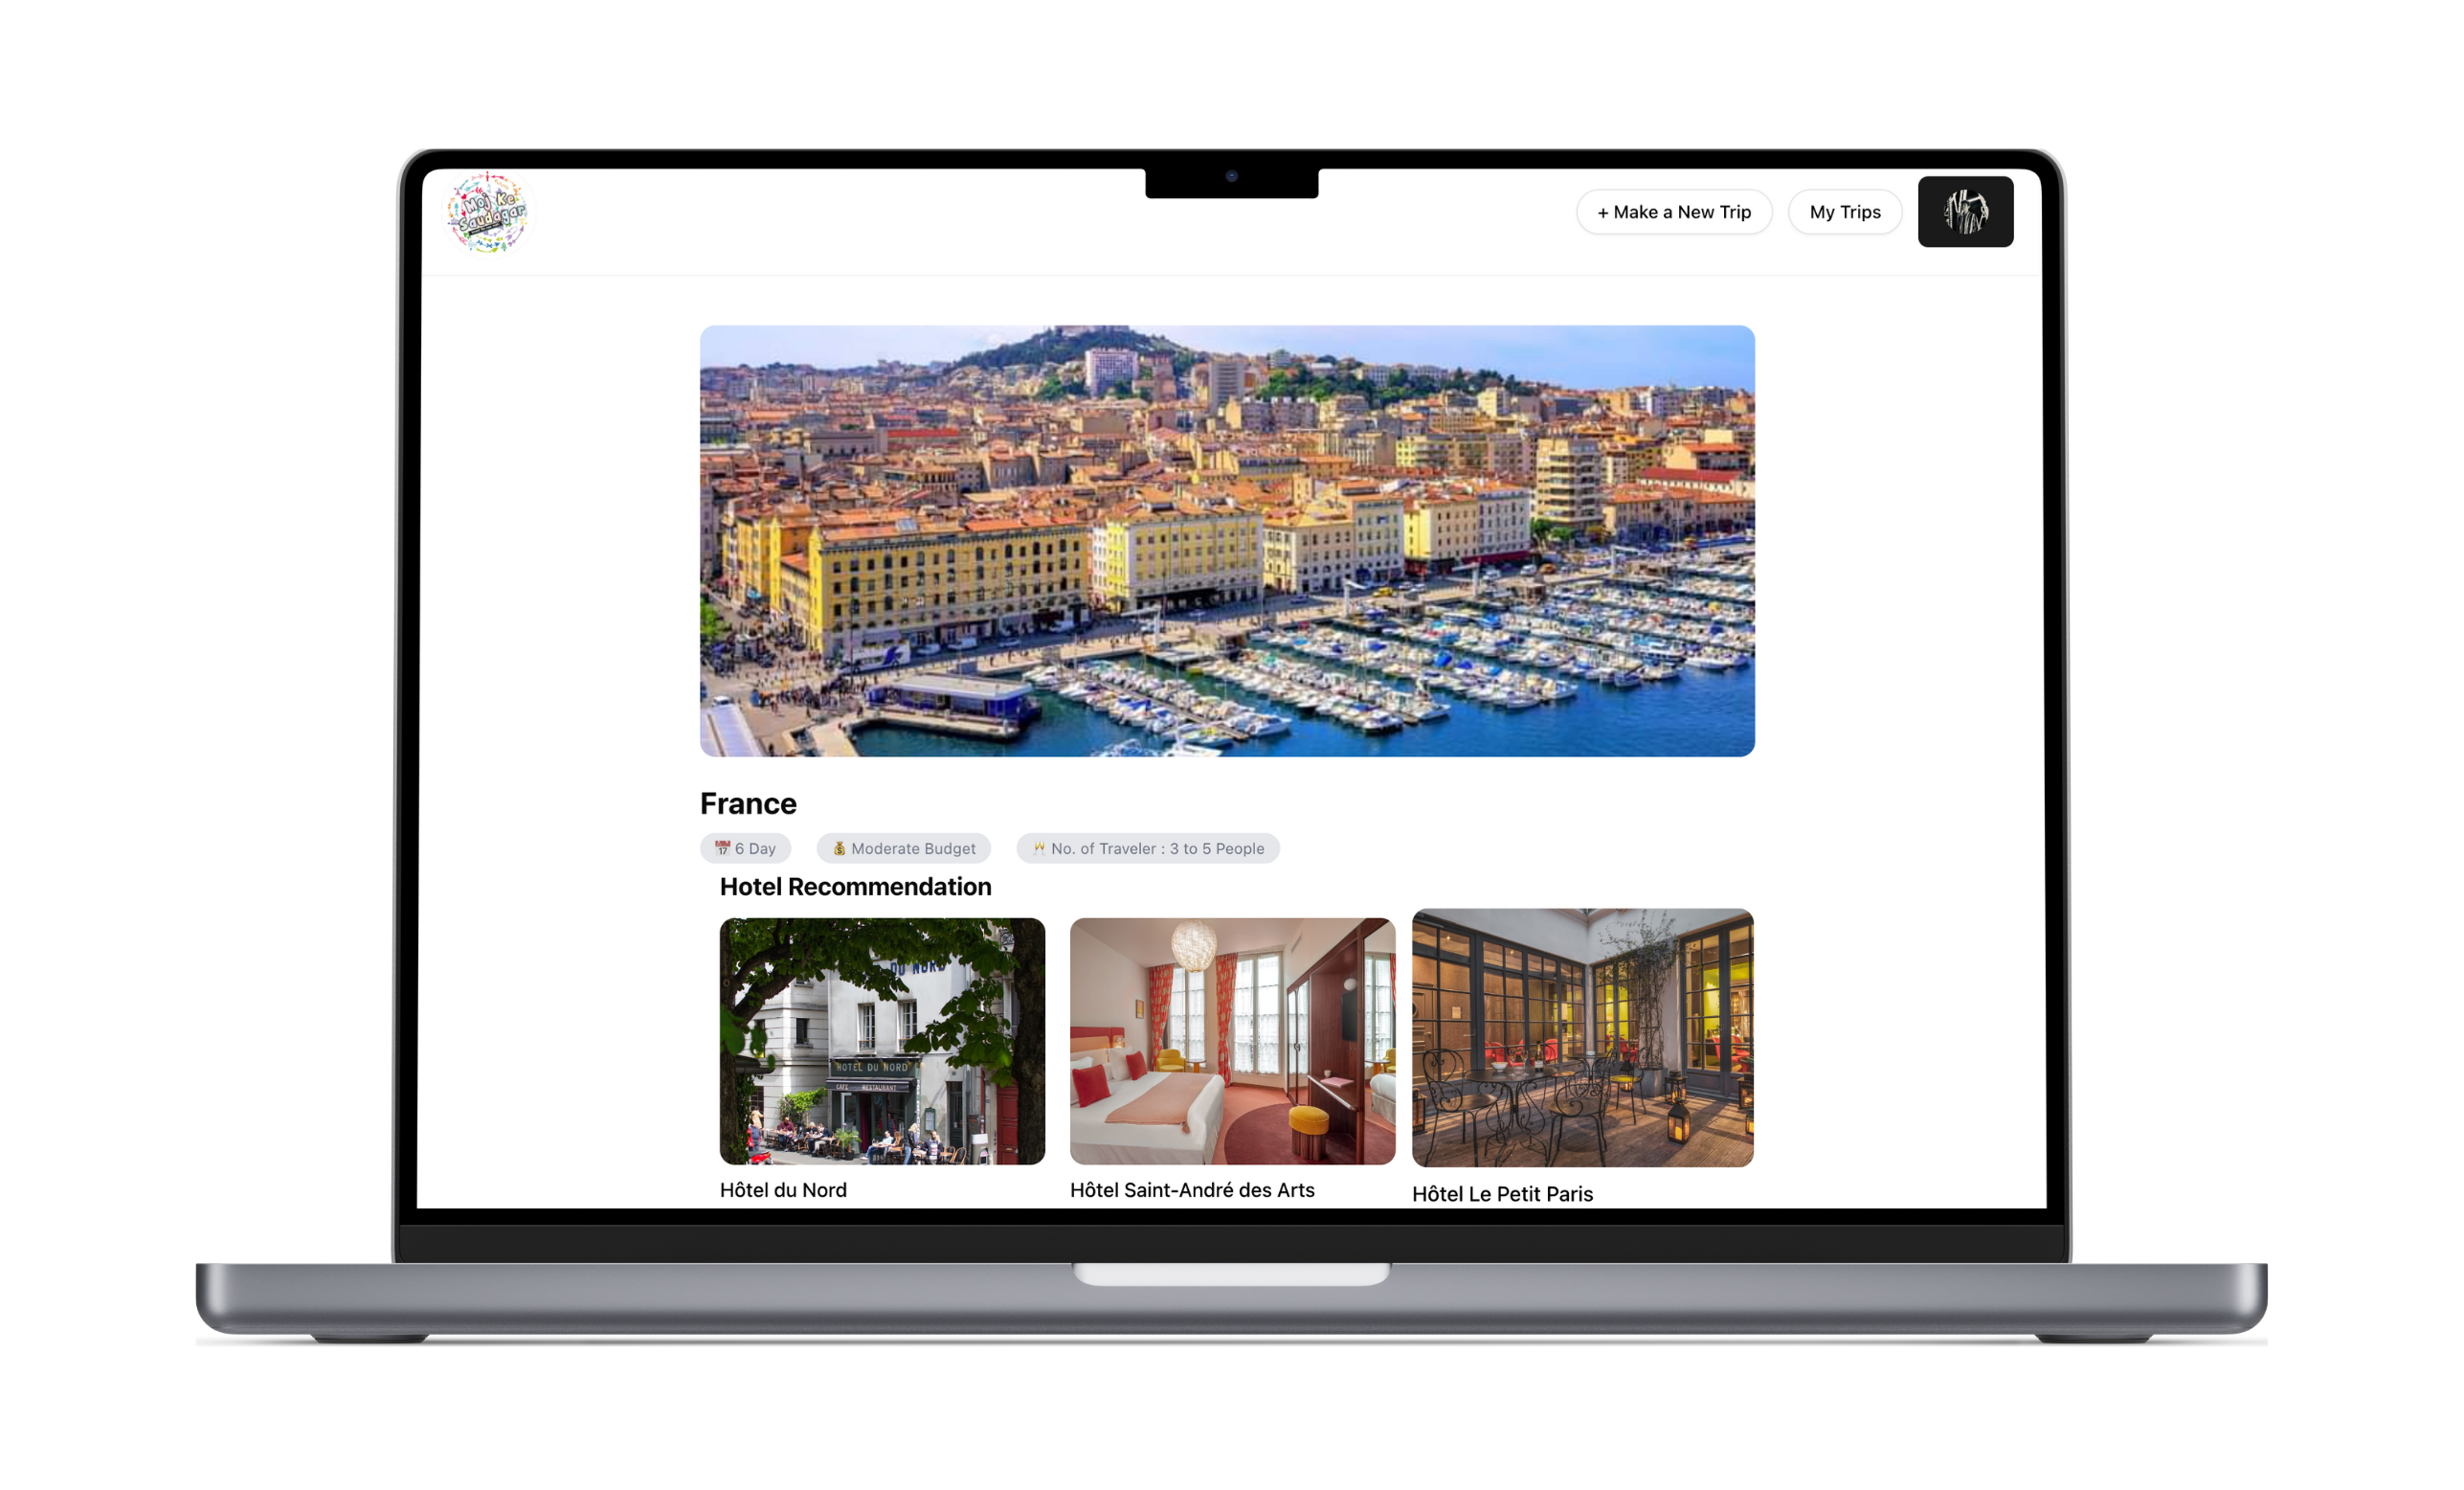 Moj Ke
Saudagar
+ Make a New Trip
My Trips
France
📅 6 Day
💰 Moderate Budget
🥂 No. of Traveler : 3 to 5 People
Hotel Recommendation
DU NORD
HOTEL DU NORD
CAFE RESTAURANT
Hôtel du Nord
Hôtel Saint-André des Arts
Hôtel Le Petit Paris